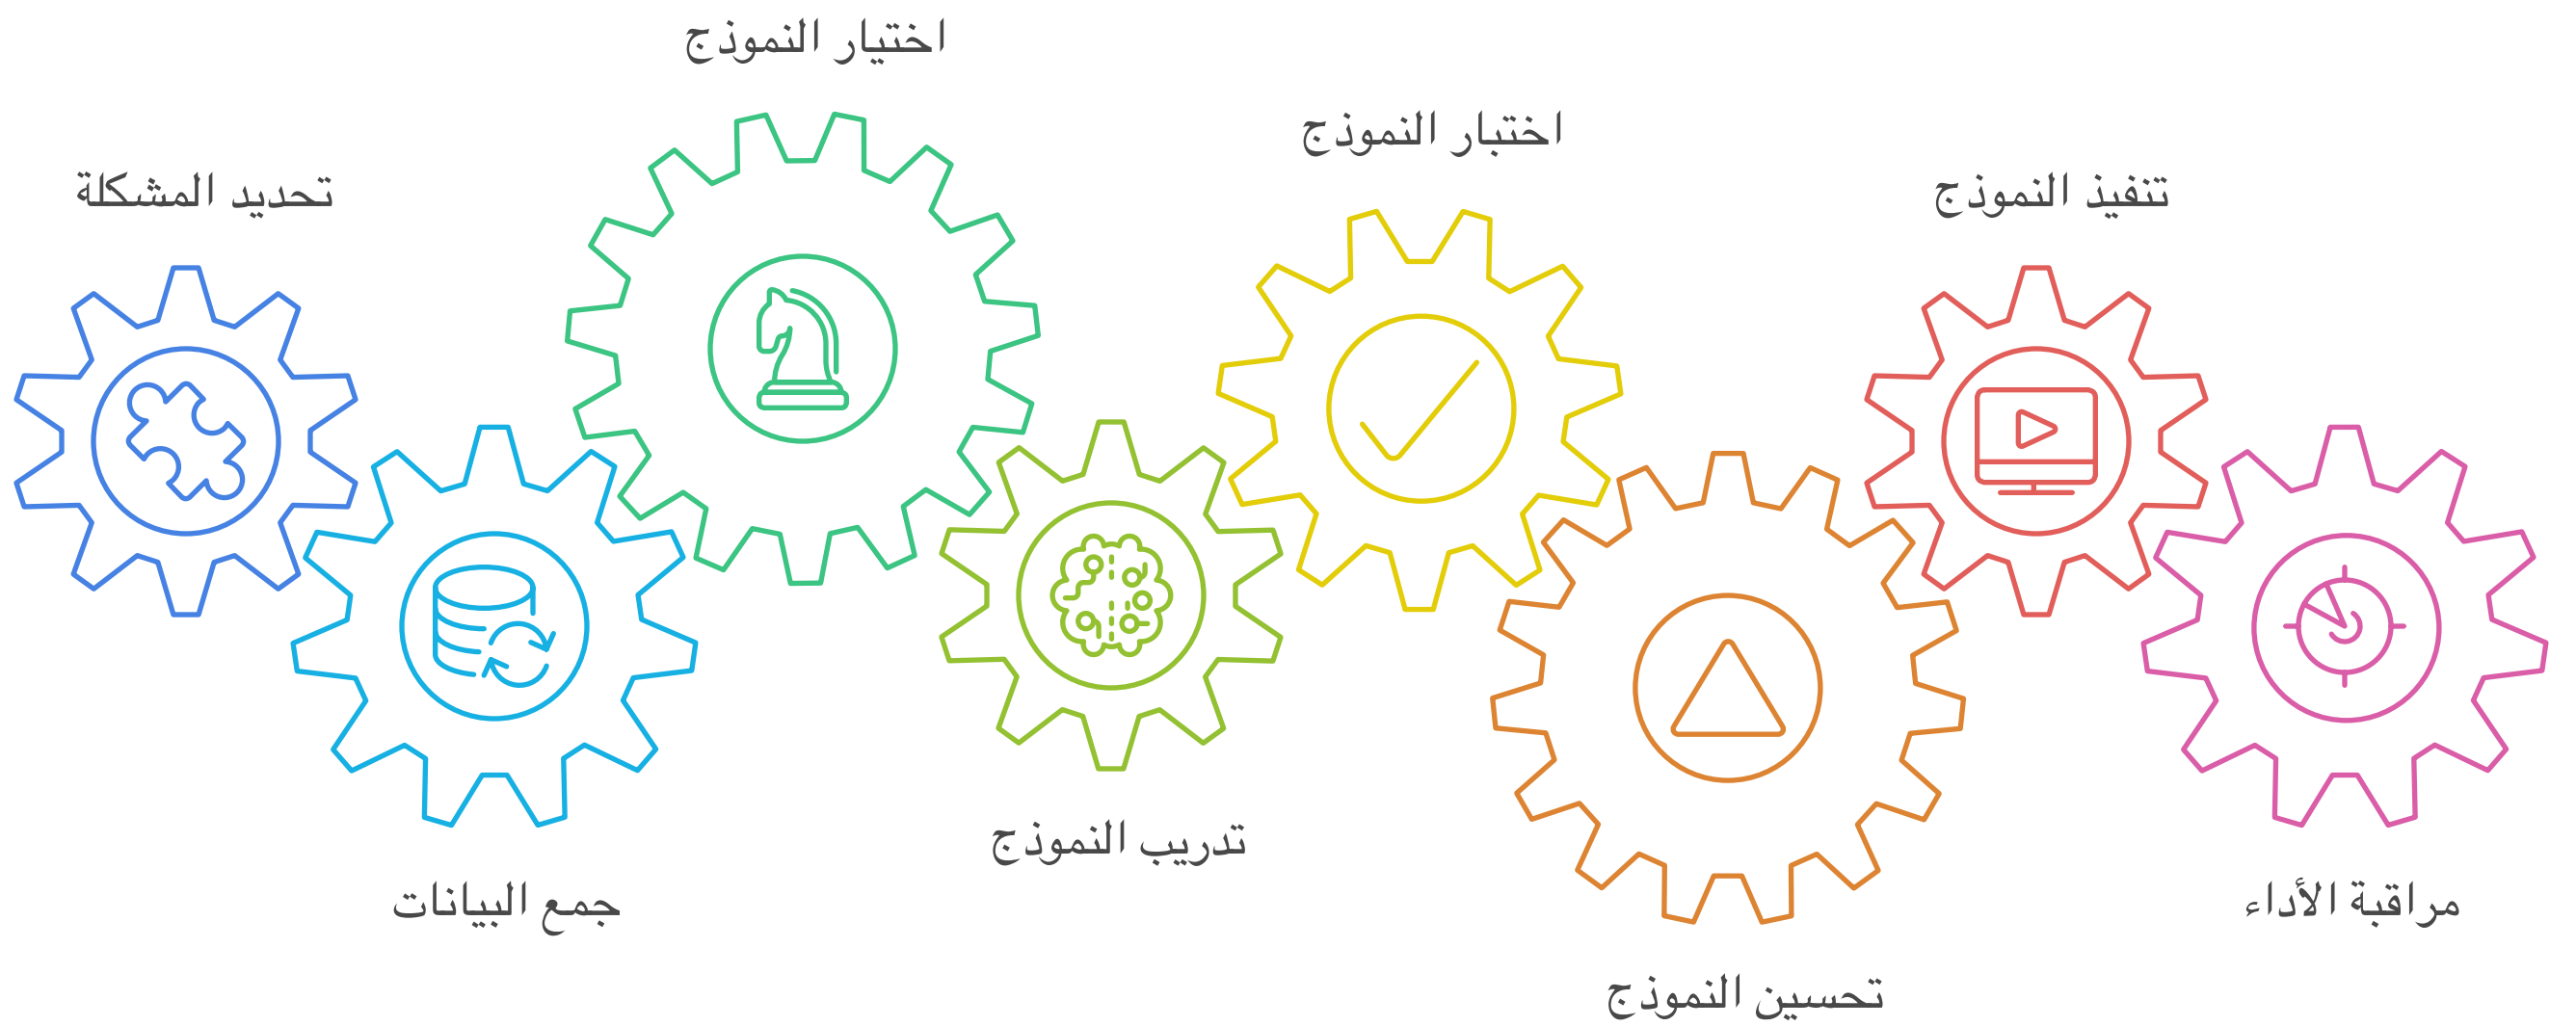 تحديد المشكلة
جمع البيانات
اختيار النموذج
تدريب النموذج
اختبار النموذج
تحسين النموذج
تنفيذ النموذج
مراقبة الأداء